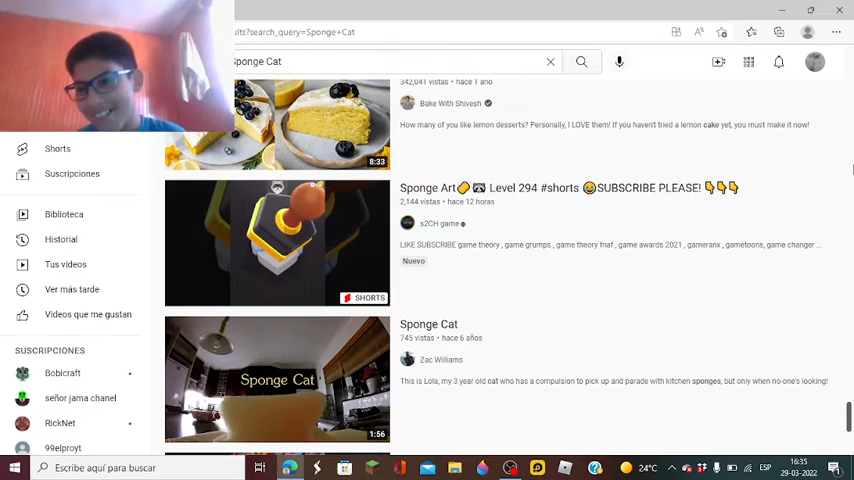 ults?search_query=Sponge+Cat
Sponge Cat
342,041 vistas • hace 1 año
Bake With Shivesh
How many of you like lemon desserts? Personally, I LOVE them! If you haven't tried a lemon cake yet, you must make it now!
8:33
Shorts
Suscripciones
Biblioteca
Historial
Tus videos
Ver más tarde
Videos que me gustan
SUSCRIPCIONES
Bobicraft
señor jama chanel
RickNet
99elproyt
Sponge Art🧽📼 Level 294 #shorts 😂SUBSCRIBE PLEASE! 👇👇👇
2,144 vistas • hace 12 horas
s2CH game
LIKE SUBSCRIBE game theory , game grumps , game theory fnaf , game awards 2021 , gameranx , gametoons, game changer ...
Nuevo
SHORTS
Sponge Cat
745 vistas • hace 6 años
Zac Williams
This is Lola, my 3 year old cat who has a compulsion to pick up and parade with kitchen sponges, but only when no-one's looking!
Sponge Cat
1:56
Escribe aquí para buscar
24°C
ESP
16:35
29-03-2022